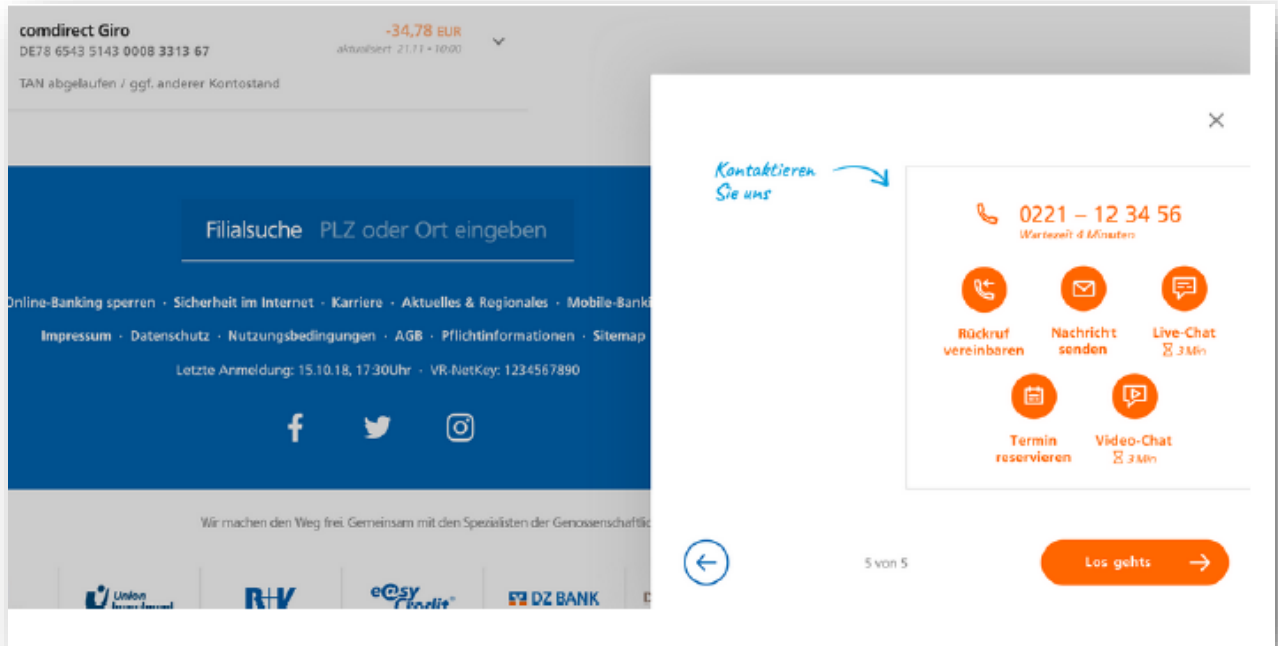 comdirect Giro
-34,78 EUR
DE78 6543 5143 0008 3313 67
aktualisiert 21.11 • 10:00
TAN abgelaufen / ggf. anderer Kontostand
Kontaktieren
Sie uns
0221 – 12 34 56
Wartezeit 4 Minuten
Rückruf
vereinbaren
Nachricht
senden
Live-Chat
3 Min
Termin
reservieren
Video-Chat
3 Min
5 von 5
Los gehts
Filialsuche PLZ oder Ort eingeben
Online-Banking sperren · Sicherheit im Internet · Karriere · Aktuelles & Regionales · Mobile-Banki
Impressum · Datenschutz · Nutzungsbedingungen · AGB · Pflichtinformationen · Sitemap
Letzte Anmeldung: 15.10.18, 17:30Uhr · VR-NetKey: 1234567890
Wir machen den Weg frei. Gemeinsam mit den Spezialisten der Genossenschaftlic
Union
R+V
e@sy
Credit
DZ BANK